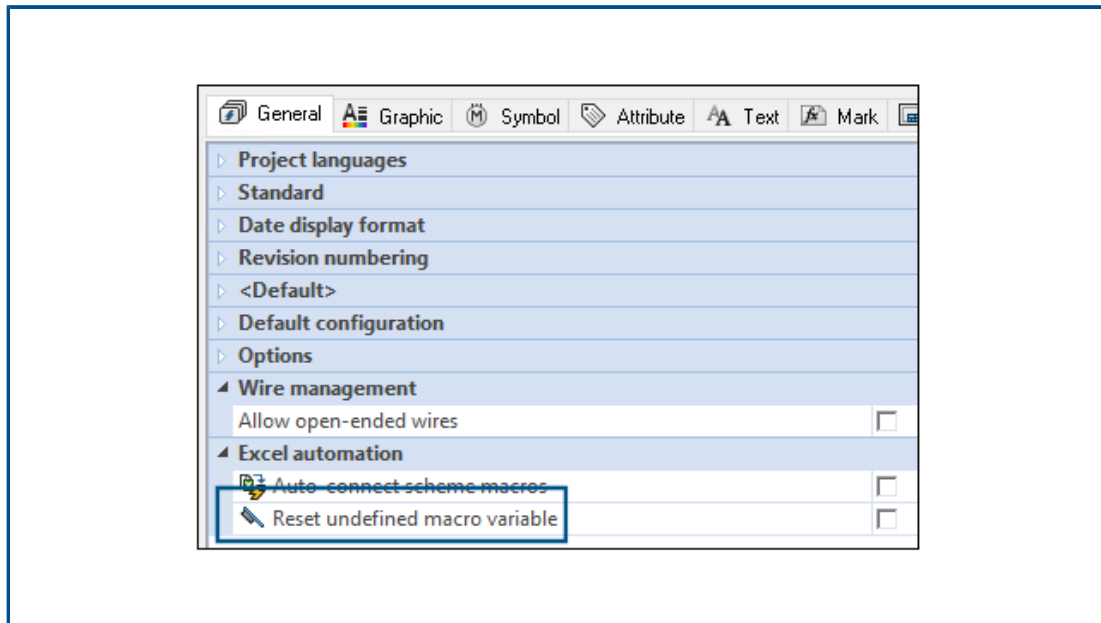 General Graphic Symbol Attribute Text Mark
Project languages
Standard
Date display format
Revision numbering
<Default>
Default configuration
Options
Wire management
Allow open-ended wires
Excel automation
Auto-connect scheme macros
Reset undefined macro variable